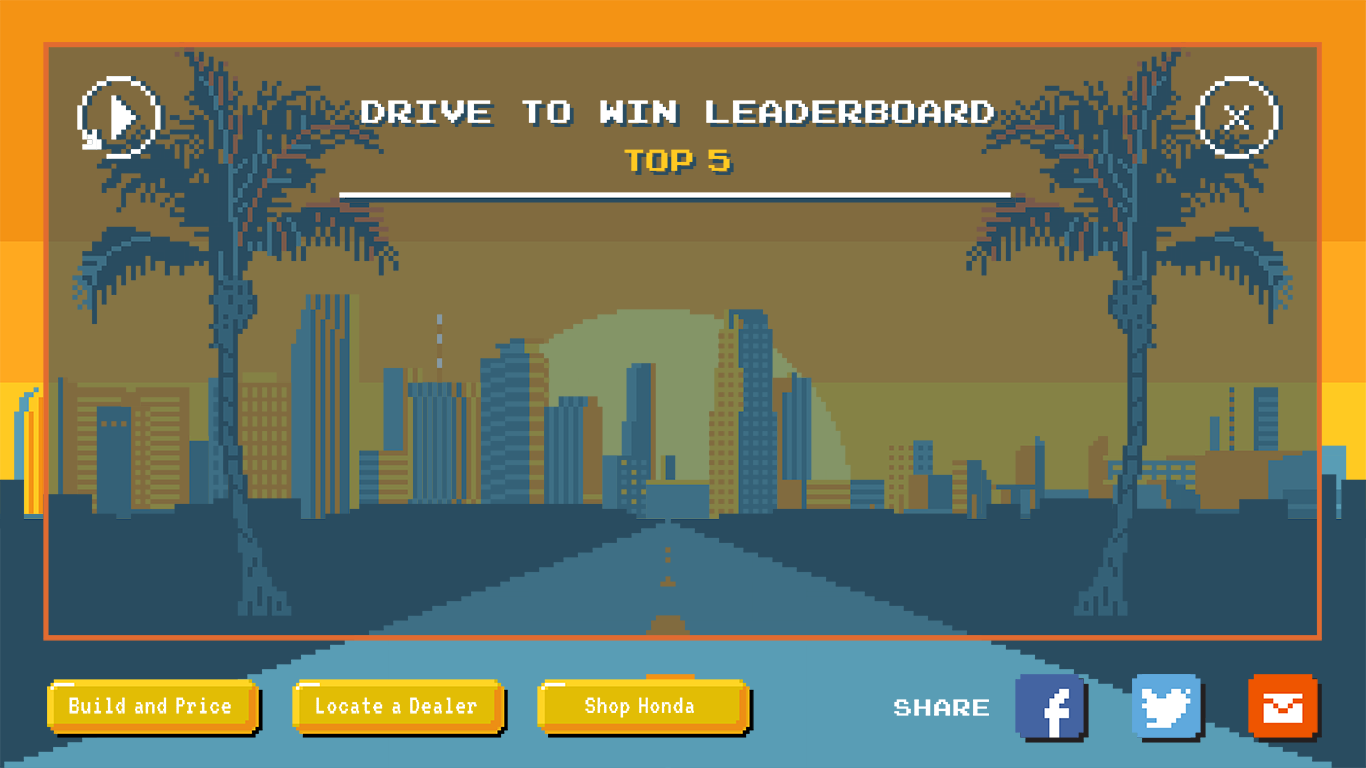 DRIVE TO WIN LEADERBOARD
TOP 5
Build and Price
Locate a Dealer
Shop Honda
SHARE